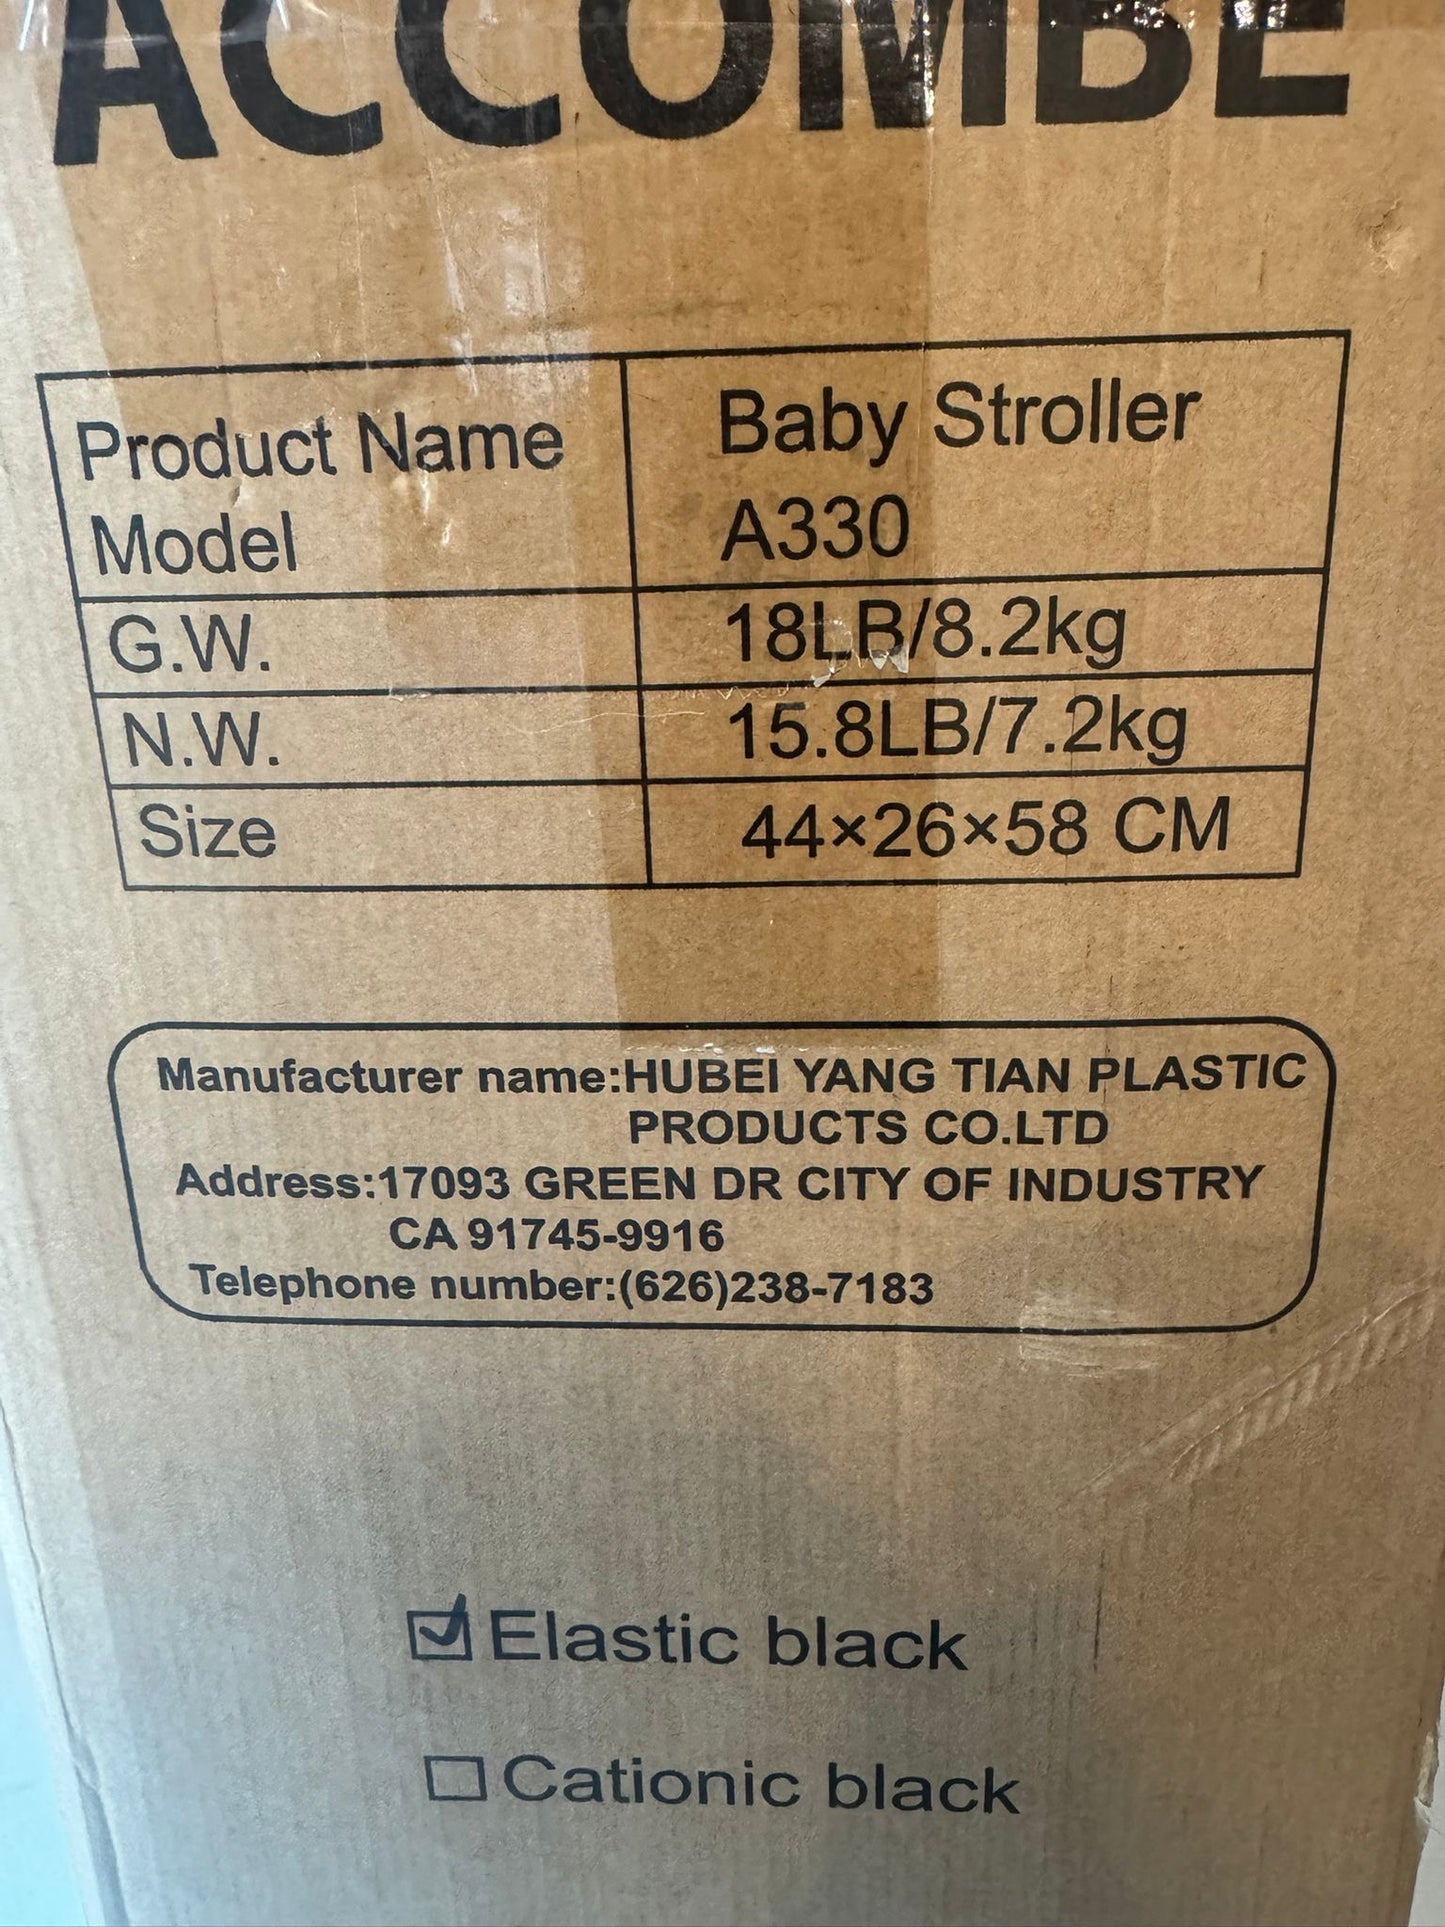 ACCOMBE
Product Name Baby Stroller
Model A330
G.W. 18LB/8.2kg
N.W. 15.8LB/7.2kg
Size 44×26×58 CM
Manufacturer name:HUBEI YANG TIAN PLASTIC
PRODUCTS CO.LTD
Address:17093 GREEN DR CITY OF INDUSTRY
CA 91745-9916
Telephone number:(626)238-7183
Elastic black
Cationic black